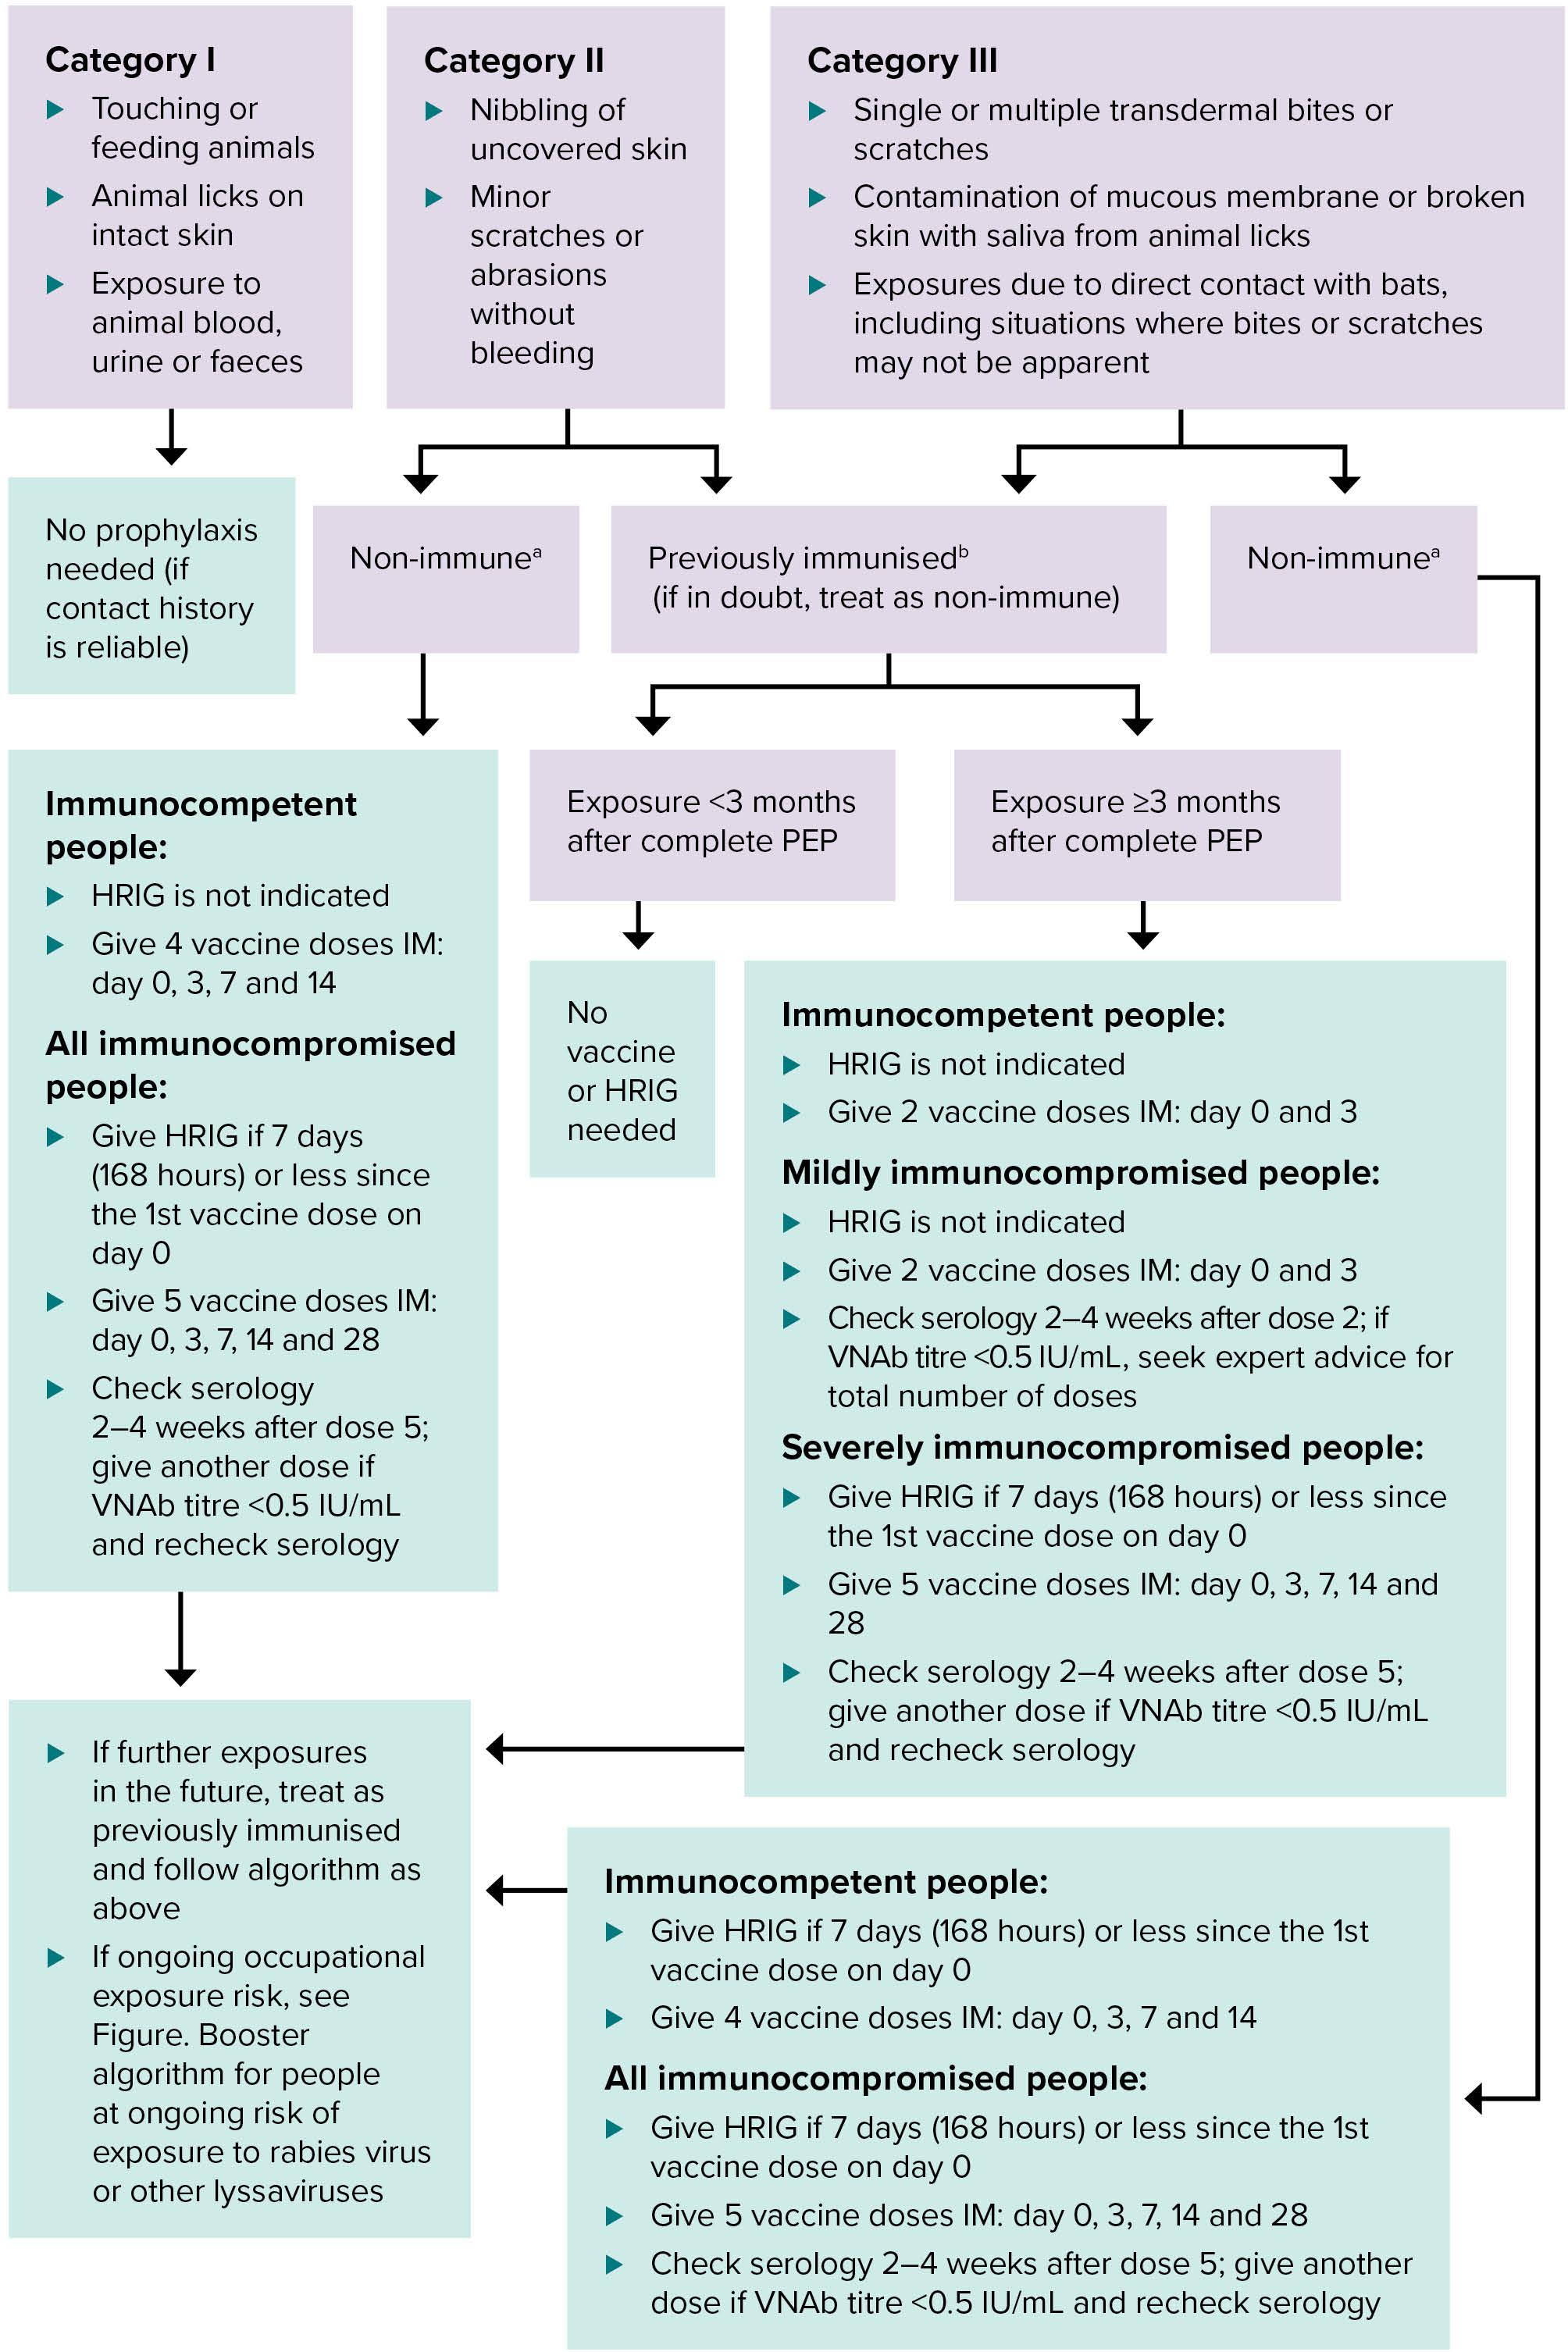 Category I
Touching or
feeding animals
Animal licks on
intact skin
Exposure to
animal blood,
urine or faeces
Category II
Nibbling of
uncovered skin
Minor
scratches or
abrasions
without
bleeding
Category III
Single or multiple transdermal bites or
scratches
Contamination of mucous membrane or broken
skin with saliva from animal licks
Exposures due to direct contact with bats,
including situations where bites or scratches
may not be apparent
No prophylaxis
needed (if
contact history
is reliable)
Non-immuneᵃ
Previously immunisedᵇ
(if in doubt, treat as non-immune)
Non-immuneᵃ
Immunocompetent
people:
HRIG is not indicated
Give 4 vaccine doses IM:
day 0, 3, 7 and 14
All immunocompromised
people:
Give HRIG if 7 days
(168 hours) or less since
the 1st vaccine dose on
day 0
Give 5 vaccine doses IM:
day 0, 3, 7, 14 and 28
Check serology
2–4 weeks after dose 5;
give another dose if
VNAb titre <0.5 IU/mL
and recheck serology
Exposure <3 months
after complete PEP
Exposure ≥3 months
after complete PEP
No
vaccine
or HRIG
needed
Immunocompetent people:
HRIG is not indicated
Give 2 vaccine doses IM: day 0 and 3
Mildly immunocompromised people:
HRIG is not indicated
Give 2 vaccine doses IM: day 0 and 3
Check serology 2–4 weeks after dose 2; if
VNAb titre <0.5 IU/mL, seek expert advice for
total number of doses
Severely immunocompromised people:
Give HRIG if 7 days (168 hours) or less since
the 1st vaccine dose on day 0
Give 5 vaccine doses IM: day 0, 3, 7, 14 and
28
Check serology 2–4 weeks after dose 5;
give another dose if VNAb titre <0.5 IU/mL
and recheck serology
If further exposures
in the future, treat as
previously immunised
and follow algorithm as
above
If ongoing occupational
exposure risk, see
Figure. Booster
algorithm for people
at ongoing risk of
exposure to rabies virus
or other lyssaviruses
Immunocompetent people:
Give HRIG if 7 days (168 hours) or less since the 1st
vaccine dose on day 0
Give 4 vaccine doses IM: day 0, 3, 7 and 14
All immunocompromised people:
Give HRIG if 7 days (168 hours) or less since the 1st
vaccine dose on day 0
Give 5 vaccine doses IM: day 0, 3, 7, 14 and 28
Check serology 2–4 weeks after dose 5; give another
dose if VNAb titre <0.5 IU/mL and recheck serology